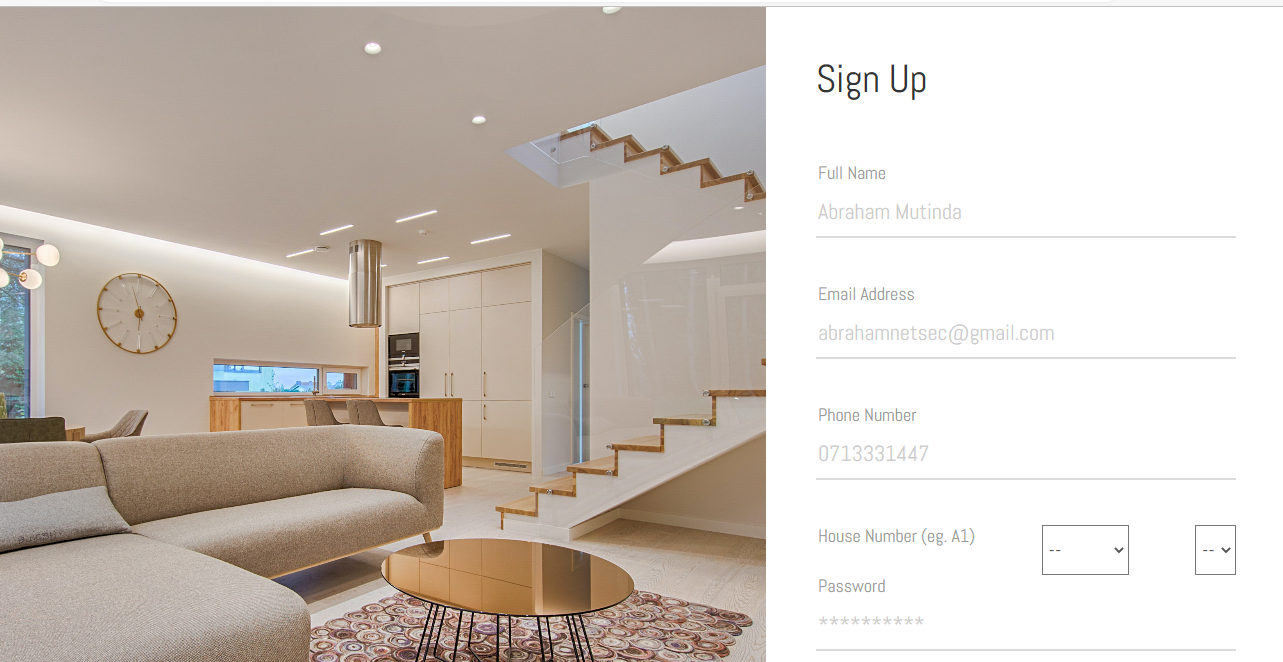 Sign Up
Full Name
Abraham Mutinda
Email Address
abrahamnetsec@gmail.com
Phone Number
0713331447
House Number (eg. A1)
--
--
Password
**********